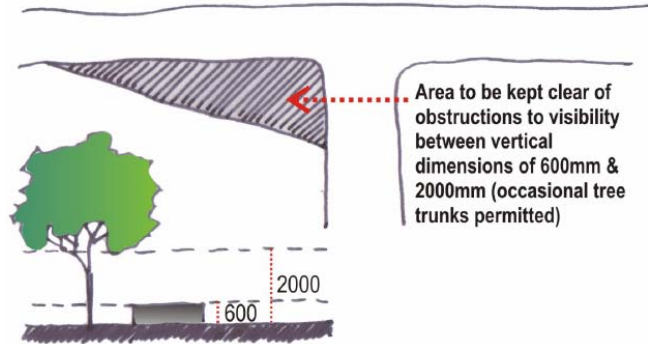 Area to be kept clear of
obstructions to visibility
between vertical
dimensions of 600mm &
2000mm (occasional tree
trunks permitted)
2000
600